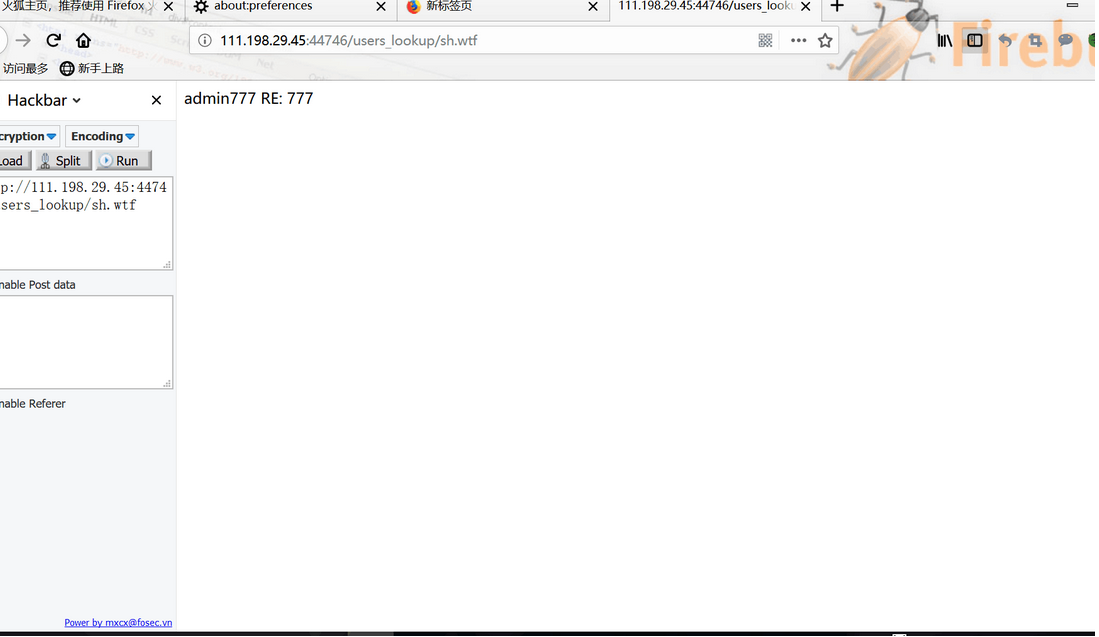 火狐主页，推荐使用 Firefox 火
about:preferences
新标签页
111.198.29.45:44746/users_looku
111.198.29.45:44746/users_lookup/sh.wtf
访问最多
新手上路
Fireb
Hackbar
admin777 RE: 777
cryption
Encoding
Load
Split
Run
p://111.198.29.45:4474
sers_lookup/sh.wtf
nable Post data
nable Referer
Power by mxcx@fosec.vn